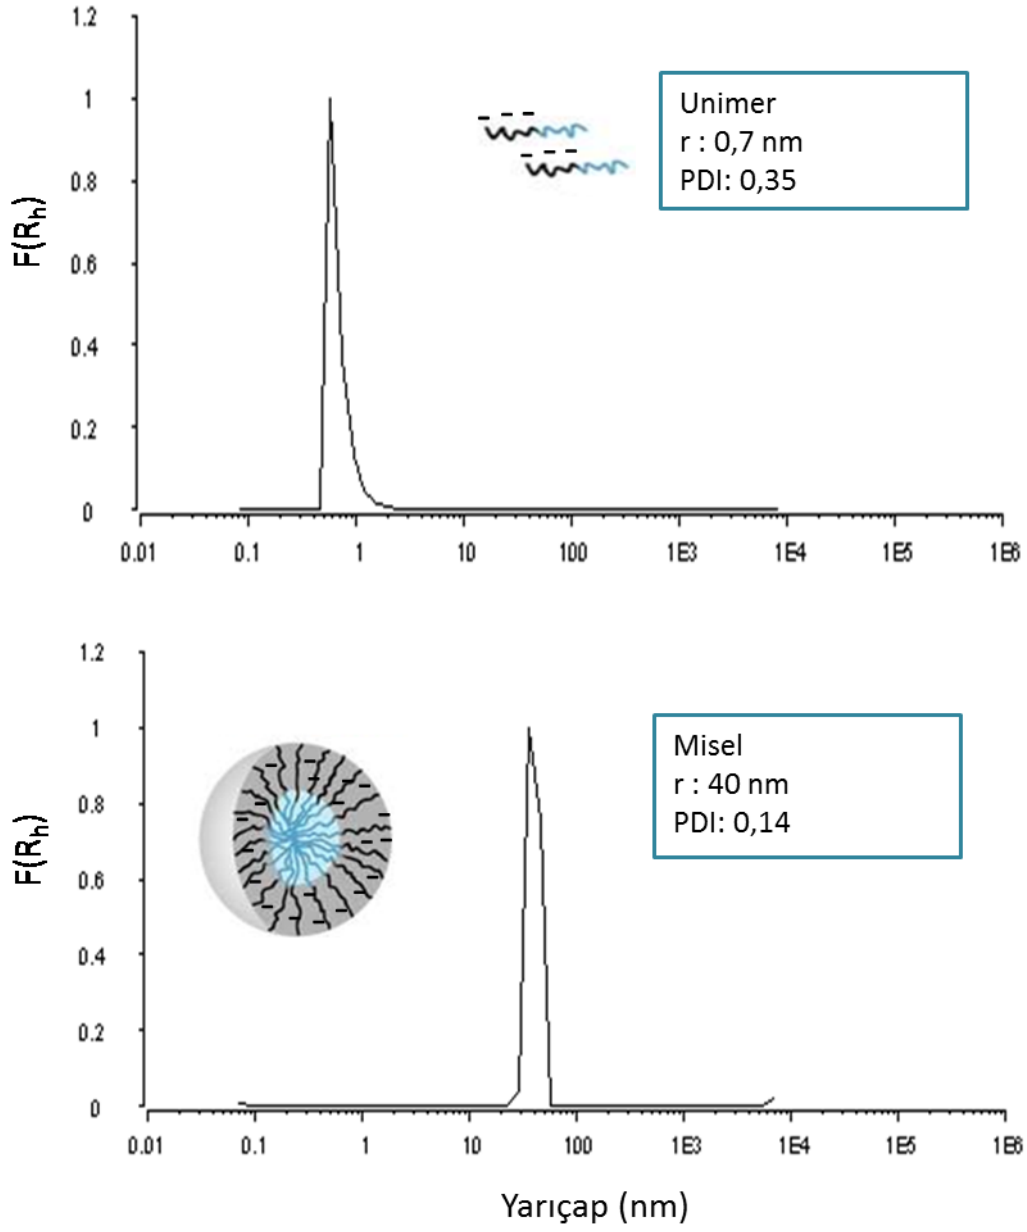 1.2
1
0.8
0.6
0.4
0.2
0
F(Rh)
Unimer
r : 0,7 nm
PDI: 0,35
0.01 0.1 1 10 100 1E3 1E4 1E5 1E6
1.2
1
0.8
0.6
0.4
0.2
0
F(Rh)
Misel
r : 40 nm
PDI: 0,14
0.01 0.1 1 10 100 1E3 1E4 1E5 1E6
Yarıçap (nm)